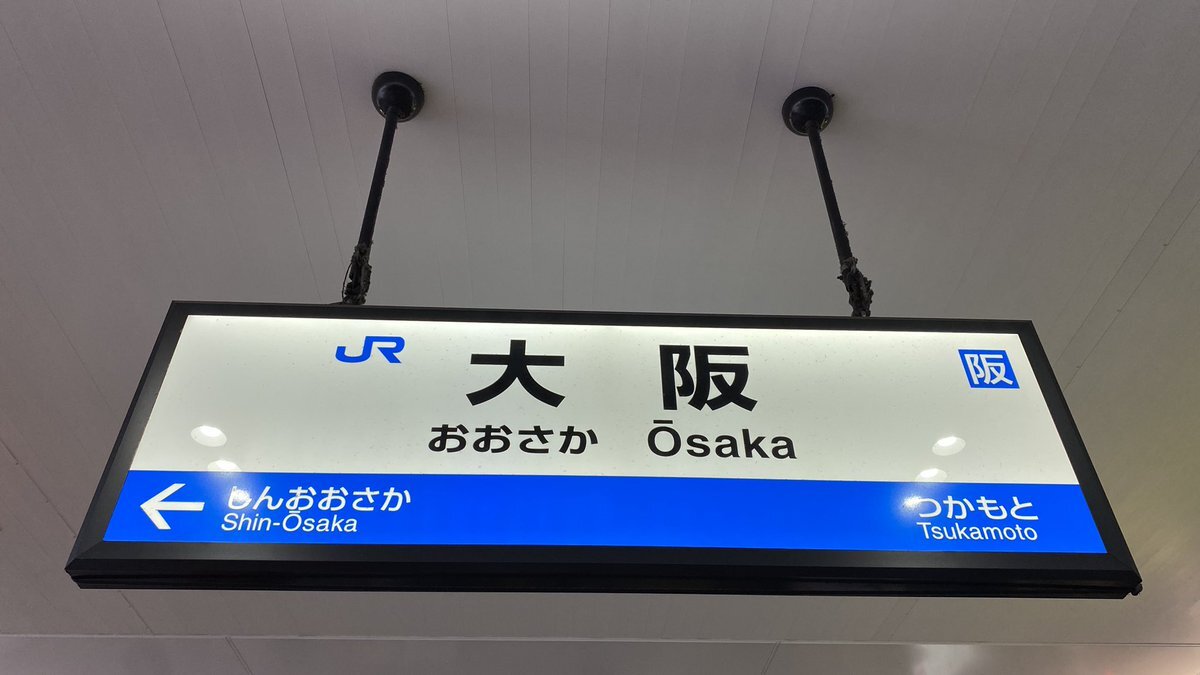 JR 大阪 阪
おおさか Ōsaka
← しんおおさか つかもと
Shin-Ōsaka Tsukamoto